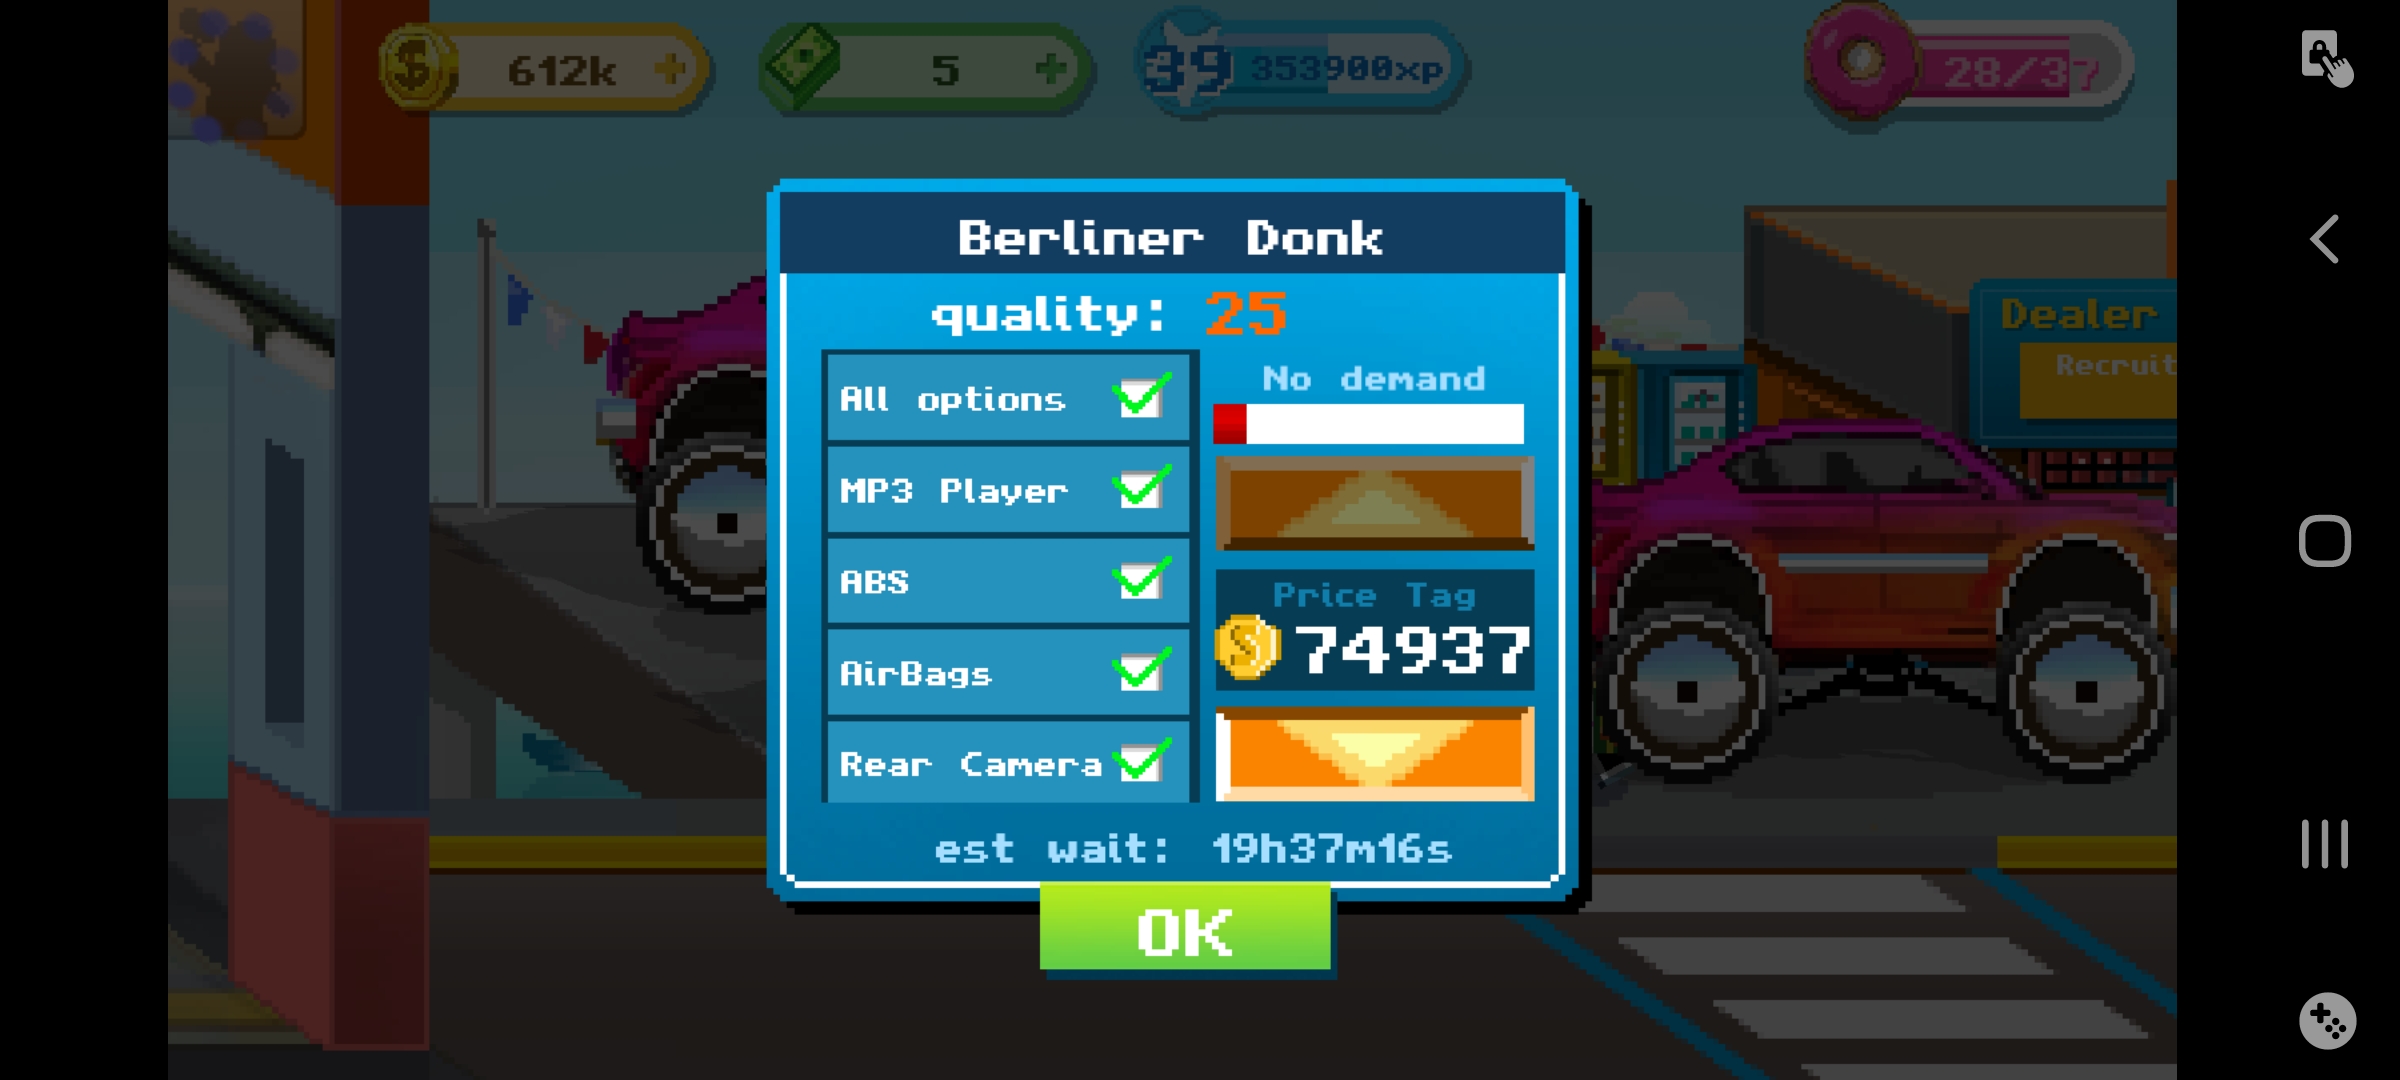 612k
5
39 353900xp
28/37
Berliner Donk
quality: 25
All options
MP3 Player
ABS
AirBags
Rear Camera
No demand
Price Tag
74937
est wait: 19h37m16s
OK
Dealer
Recruit